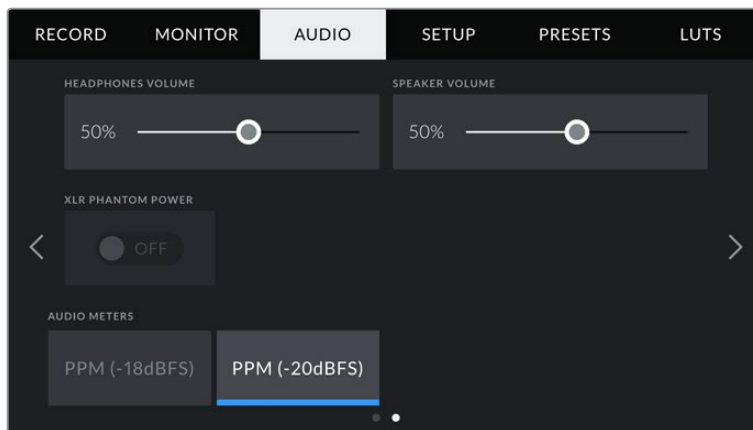 RECORD MONITOR AUDIO SETUP PRESETS LUTS
HEADPHONES VOLUME SPEAKER VOLUME
50% 50%
XLR PHANTOM POWER
OFF
AUDIO METERS
PPM (-18dBFS) PPM (-20dBFS)